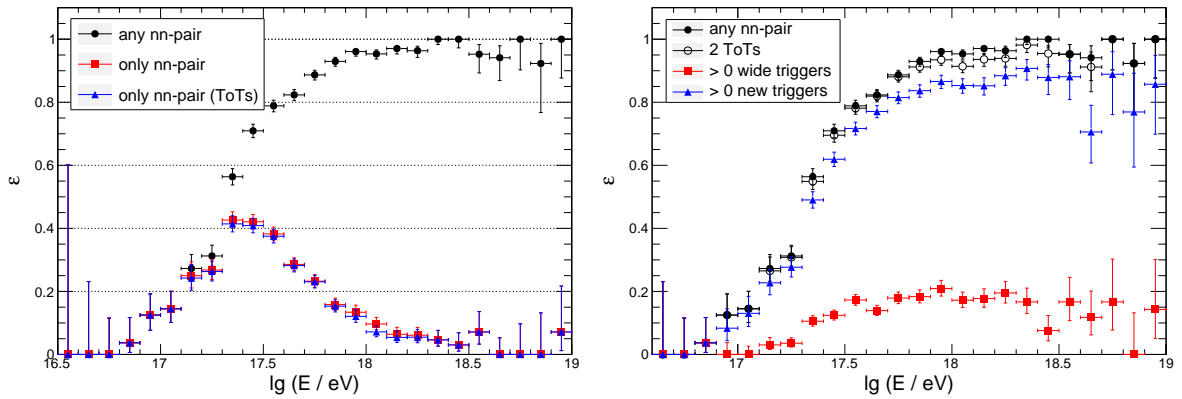 any nn-pair
only nn-pair
only nn-pair (ToTs)
1
0.8
0.6
0.4
0.2
0
ε
16.5
17
17.5
18
18.5
19
lg (E / eV)
any nn-pair
2 ToTs
> 0 wide triggers
> 0 new triggers
1
0.8
0.6
0.4
0.2
0
ε
17
17.5
18
18.5
19
lg (E / eV)